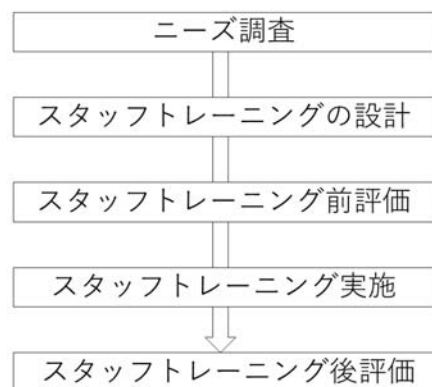 ニーズ調査
スタッフトレーニングの設計
スタッフトレーニング前評価
スタッフトレーニング実施
スタッフトレーニング後評価